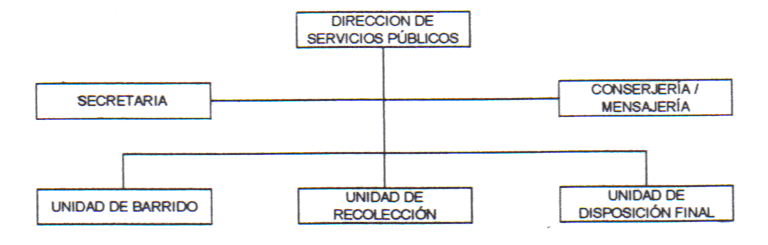 DIRECCION DE
SERVICIOS PÚBLICOS
SECRETARIA
CONSERJERÍA /
MENSAJERÍA
UNIDAD DE BARRIDO
UNIDAD DE
RECOLECCIÓN
UNIDAD DE
DISPOSICIÓN FINAL